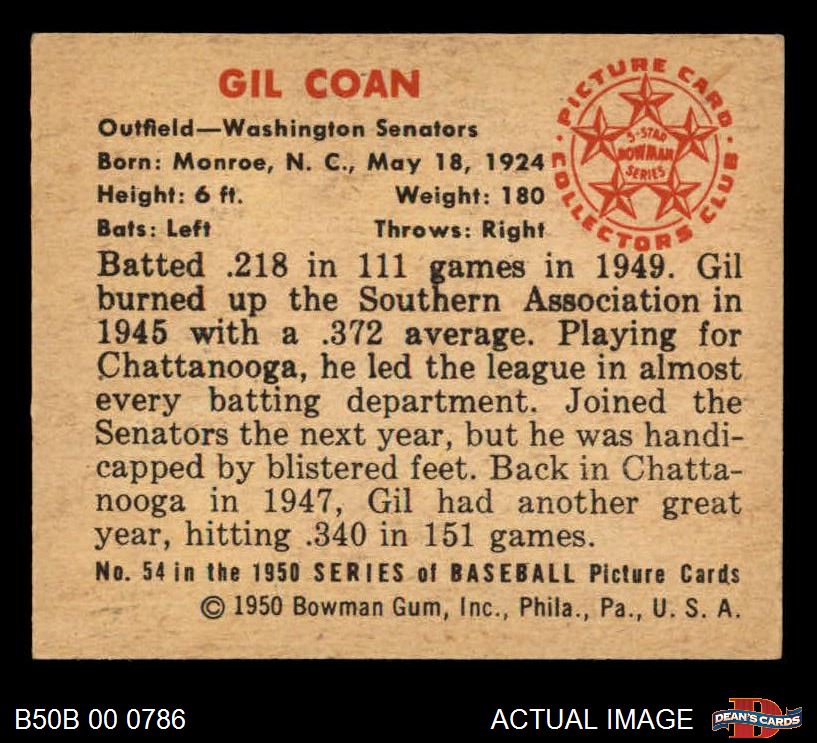 GIL COAN
Outfield—Washington Senators
Born: Monroe, N. C., May 18, 1924
Height: 6 ft. Weight: 180
Bats: Left Throws: Right
PICTURE CARD
COLLECTORS CLUB
5-STAR
BOWMAN
SERIES
Batted .218 in 111 games in 1949. Gil
burned up the Southern Association in
1945 with a .372 average. Playing for
Chattanooga, he led the league in almost
every batting department. Joined the
Senators the next year, but he was handi-
capped by blistered feet. Back in Chatta-
nooga in 1947, Gil had another great
year, hitting .340 in 151 games.
No. 54 in the 1950 SERIES of BASEBALL Picture Cards
© 1950 Bowman Gum, Inc., Phila., Pa., U. S. A.
B50B 00 0786
ACTUAL IMAGE
DEAN'S CARDS